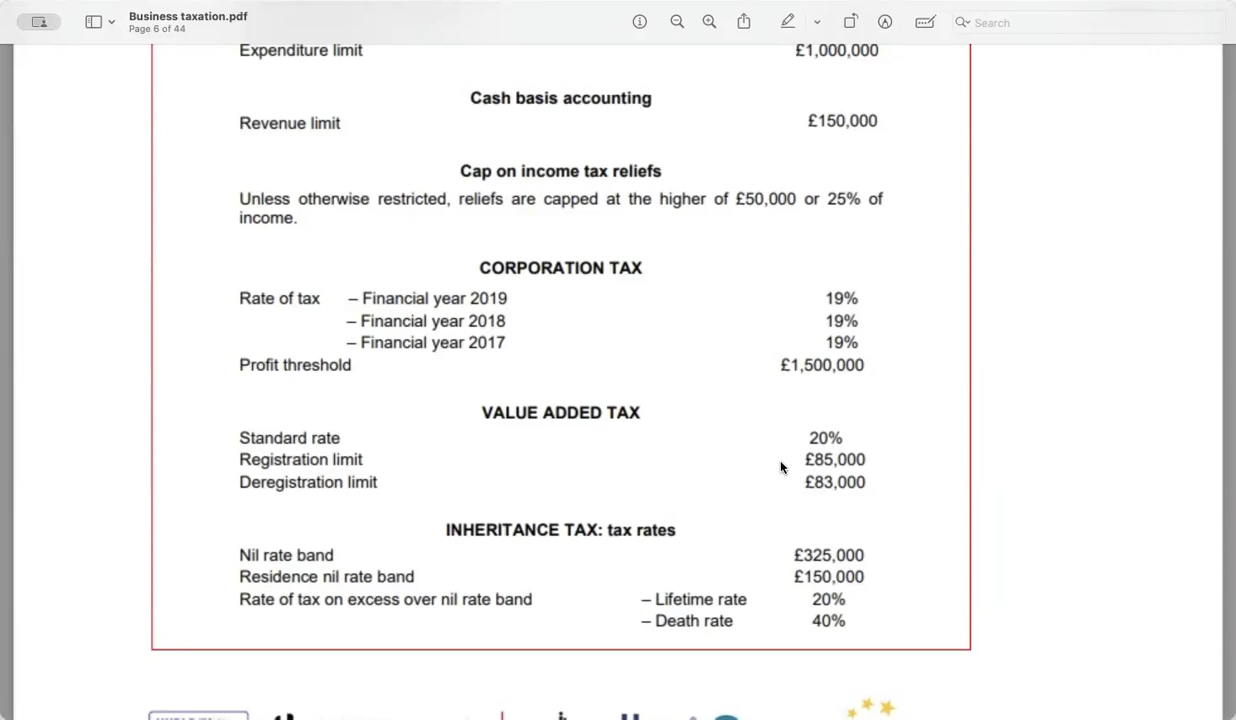 Business taxation.pdf
Page 6 of 44
Search
Expenditure limit £1,000,000
Cash basis accounting
Revenue limit £150,000
Cap on income tax reliefs
Unless otherwise restricted, reliefs are capped at the higher of £50,000 or 25% of
income.
CORPORATION TAX
Rate of tax – Financial year 2019 19%
– Financial year 2018 19%
– Financial year 2017 19%
Profit threshold £1,500,000
VALUE ADDED TAX
Standard rate 20%
Registration limit £85,000
Deregistration limit £83,000
INHERITANCE TAX: tax rates
Nil rate band £325,000
Residence nil rate band £150,000
Rate of tax on excess over nil rate band – Lifetime rate 20%
– Death rate 40%